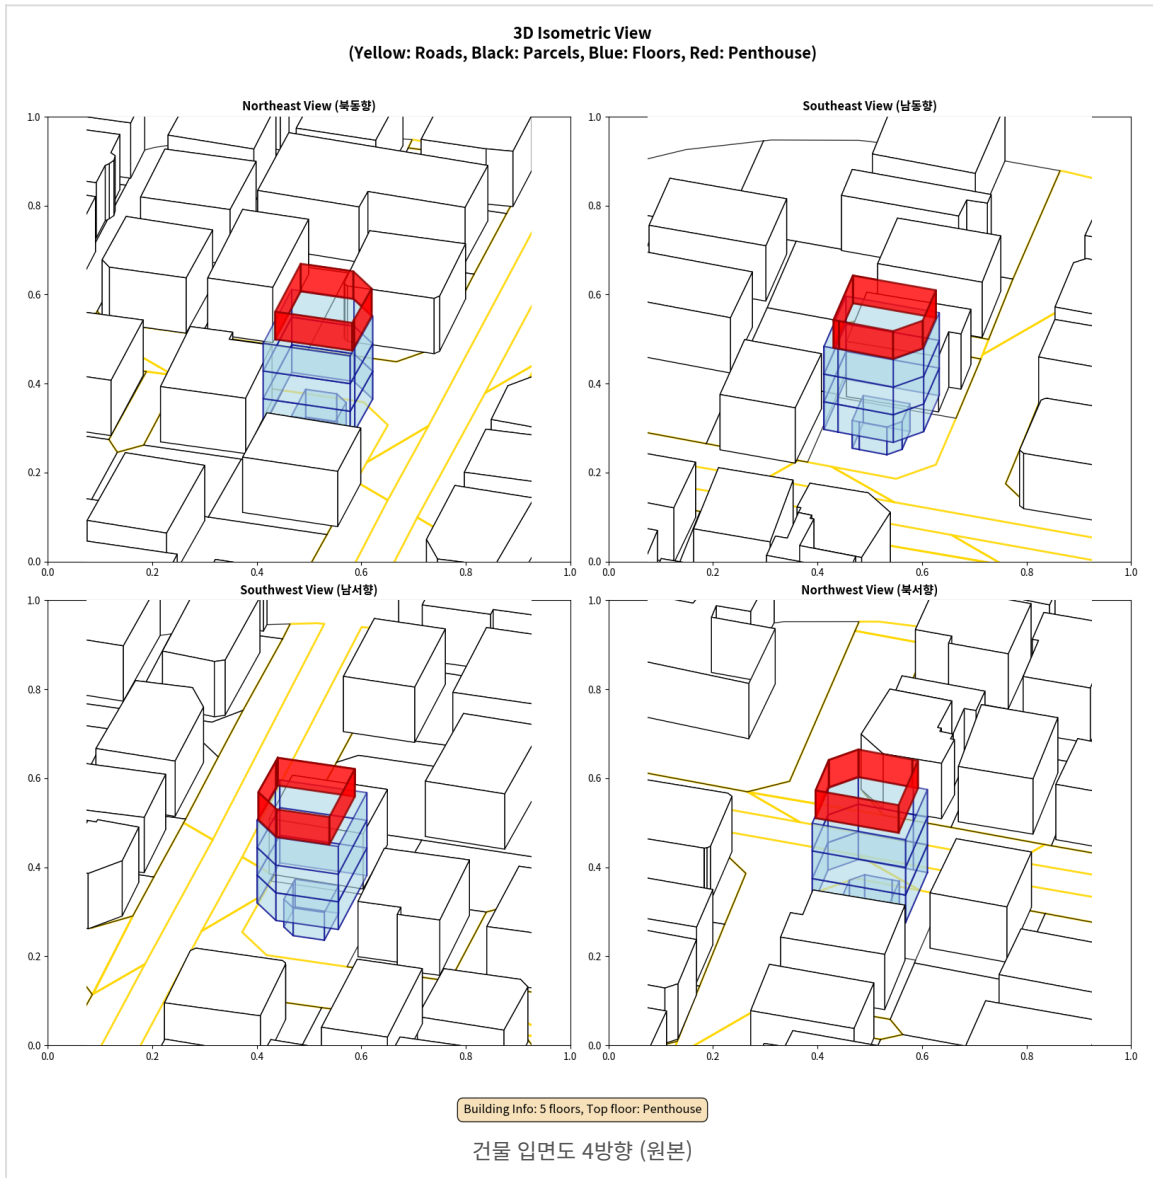 3D Isometric View
(Yellow: Roads, Black: Parcels, Blue: Floors, Red: Penthouse)
Northeast View (북동향)
1.0
0.8
0.6
0.4
0.2
0.0
0.0 0.2 0.4 0.6 0.8 1.0
Southeast View (남동향)
1.0
0.8
0.6
0.4
0.2
0.0
0.0 0.2 0.4 0.6 0.8 1.0
Southwest View (남서향)
1.0
0.8
0.6
0.4
0.2
0.0
0.0 0.2 0.4 0.6 0.8 1.0
Northwest View (북서향)
1.0
0.8
0.6
0.4
0.2
0.0
0.0 0.2 0.4 0.6 0.8 1.0
Building Info: 5 floors, Top floor: Penthouse
건물 입면도 4방향 (원본)